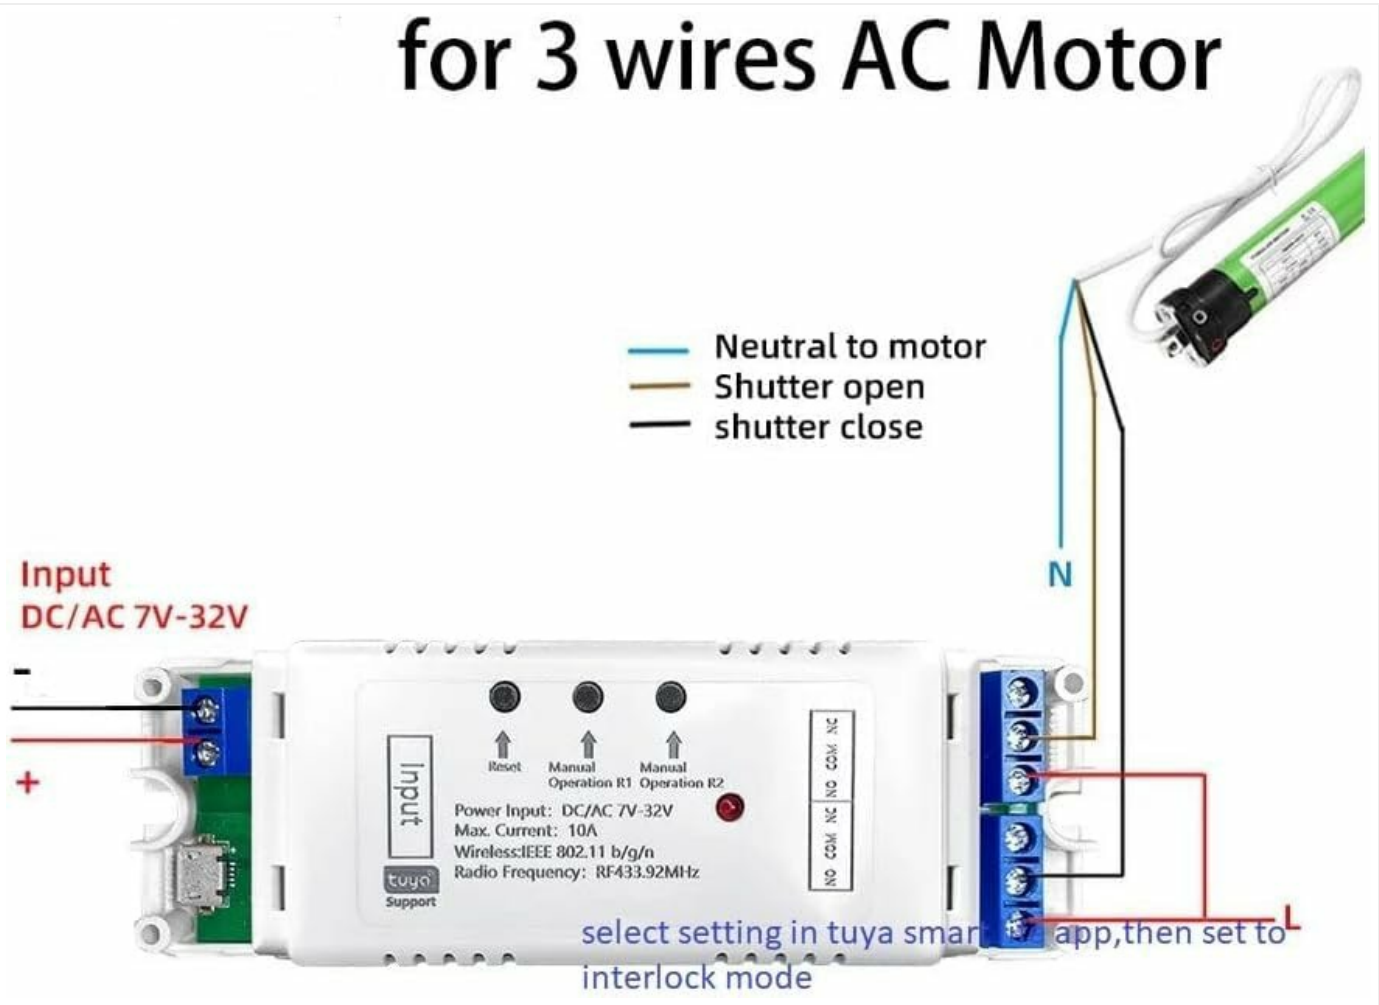 for 3 wires AC Motor
Neutral to motor
Shutter open
shutter close
N
Input
DC/AC 7V-32V
-
+
Input
Reset
Manual
Operation R1
Manual
Operation R2
Power Input: DC/AC 7V-32V
Max. Current: 10A
Wireless:IEEE 802.11 b/g/n
Radio Frequency: RF433.92MHz
tuya
Support
NO COM NC
NO COM NC
L
select setting in tuya smar app,then set to
interlock mode